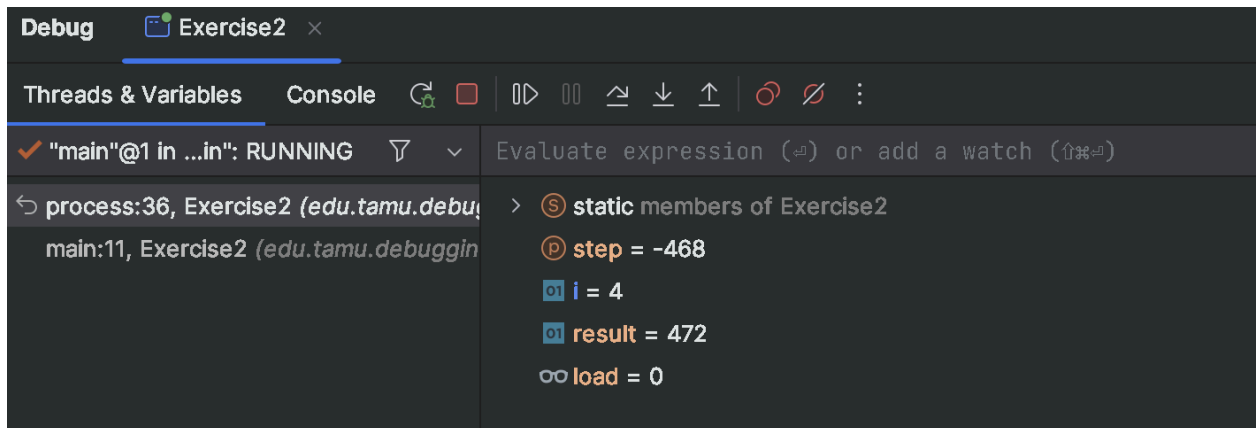 Debug Exercise2 ×
Threads & Variables Console
"main"@1 in ...in": RUNNING
Evaluate expression (⏎) or add a watch (⇧⌘⏎)
process:36, Exercise2 (edu.tamu.debug
main:11, Exercise2 (edu.tamu.debuggin
S static members of Exercise2
p step = -468
01 i = 4
01 result = 472
load = 0